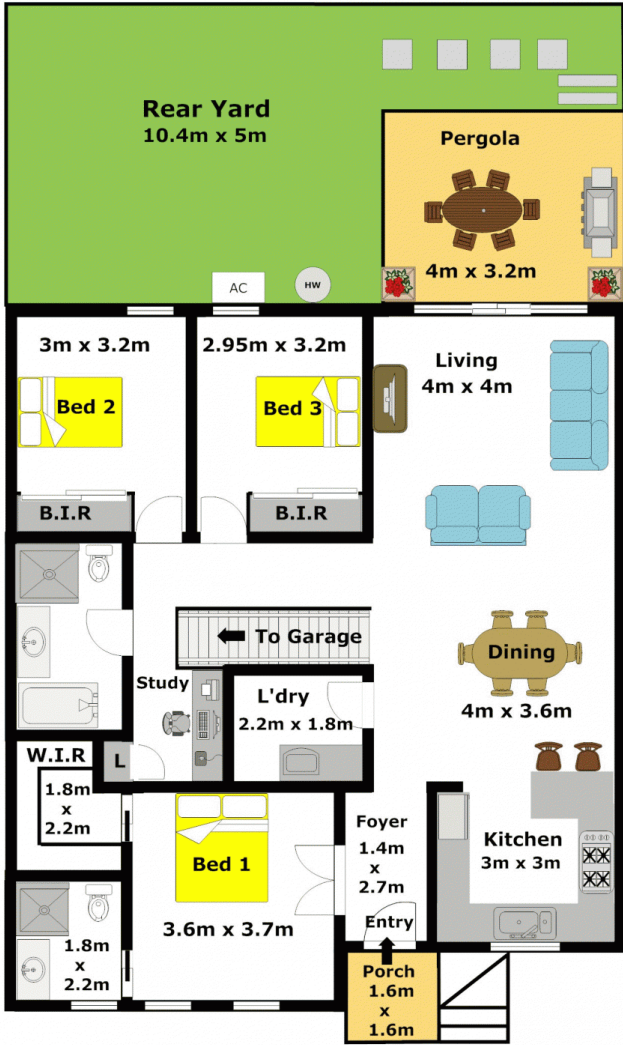 Rear Yard
10.4m x 5m
Pergola
4m x 3.2m
AC
HW
3m x 3.2m
Bed 2
B.I.R
2.95m x 3.2m
Bed 3
B.I.R
Living
4m x 4m
To Garage
Study
L'dry
2.2m x 1.8m
Dining
4m x 3.6m
L
W.I.R
1.8m
x
2.2m
Bed 1
3.6m x 3.7m
Foyer
1.4m
x
2.7m
Entry
Kitchen
3m x 3m
1.8m
x
2.2m
Porch
1.6m
x
1.6m